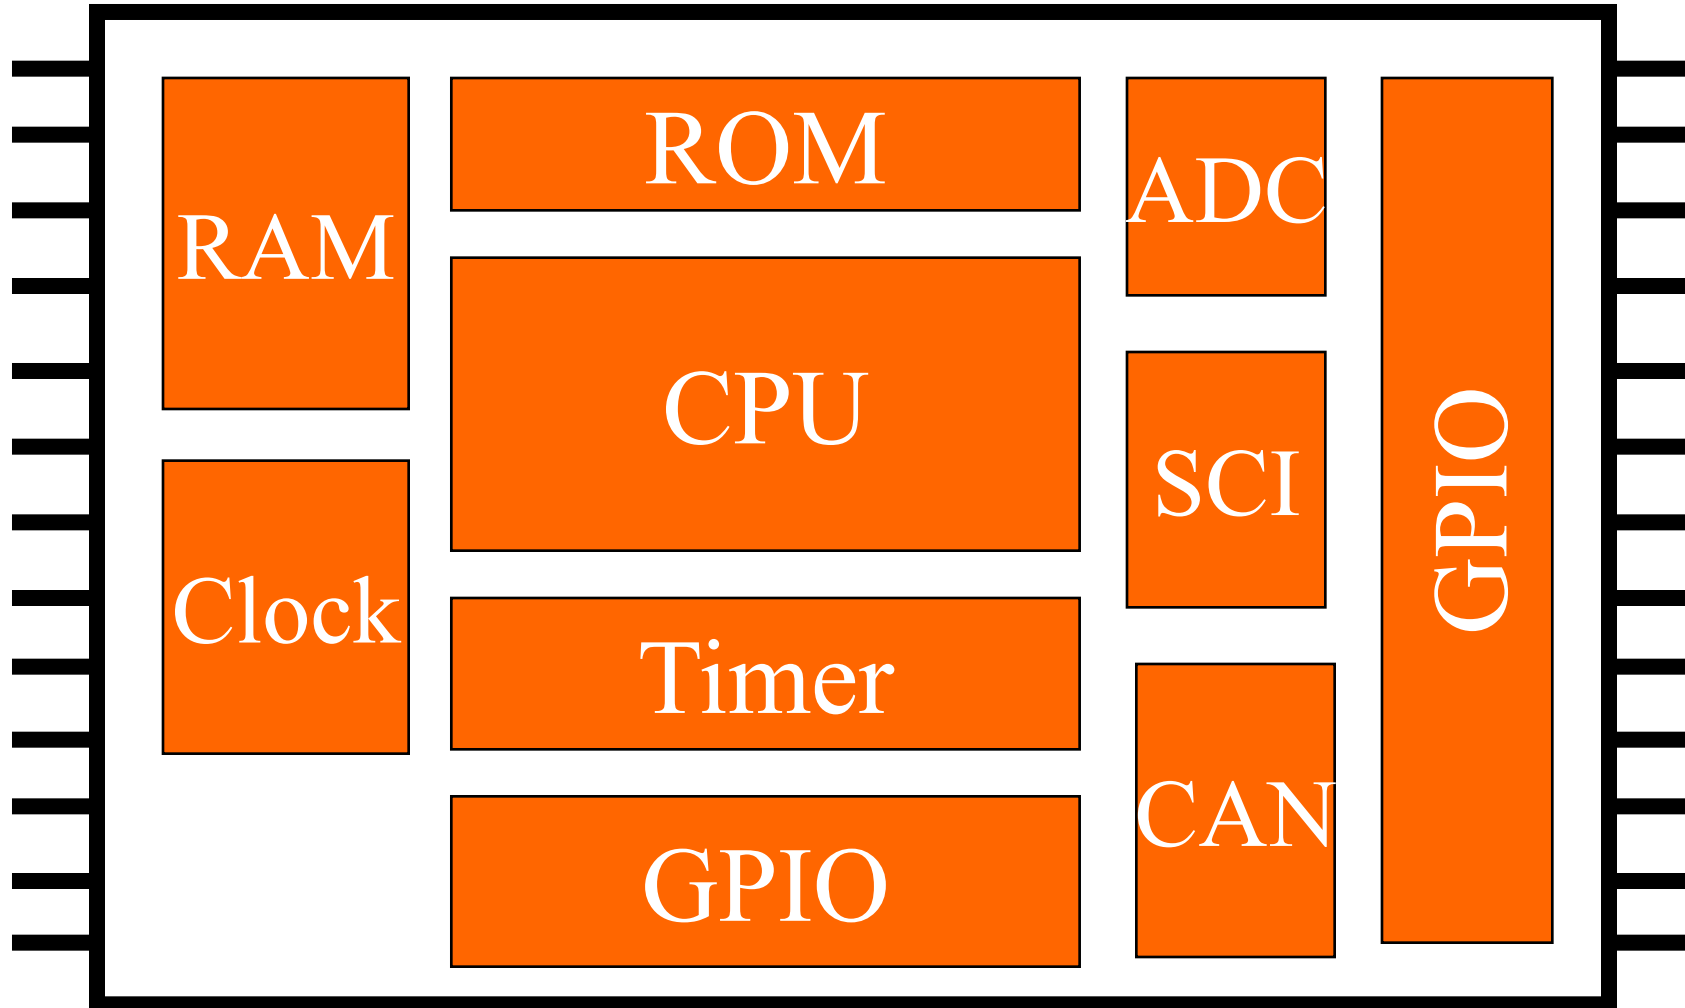 RAM
Clock
ROM
CPU
Timer
GPIO
ADC
SCI
CAN
GPIO